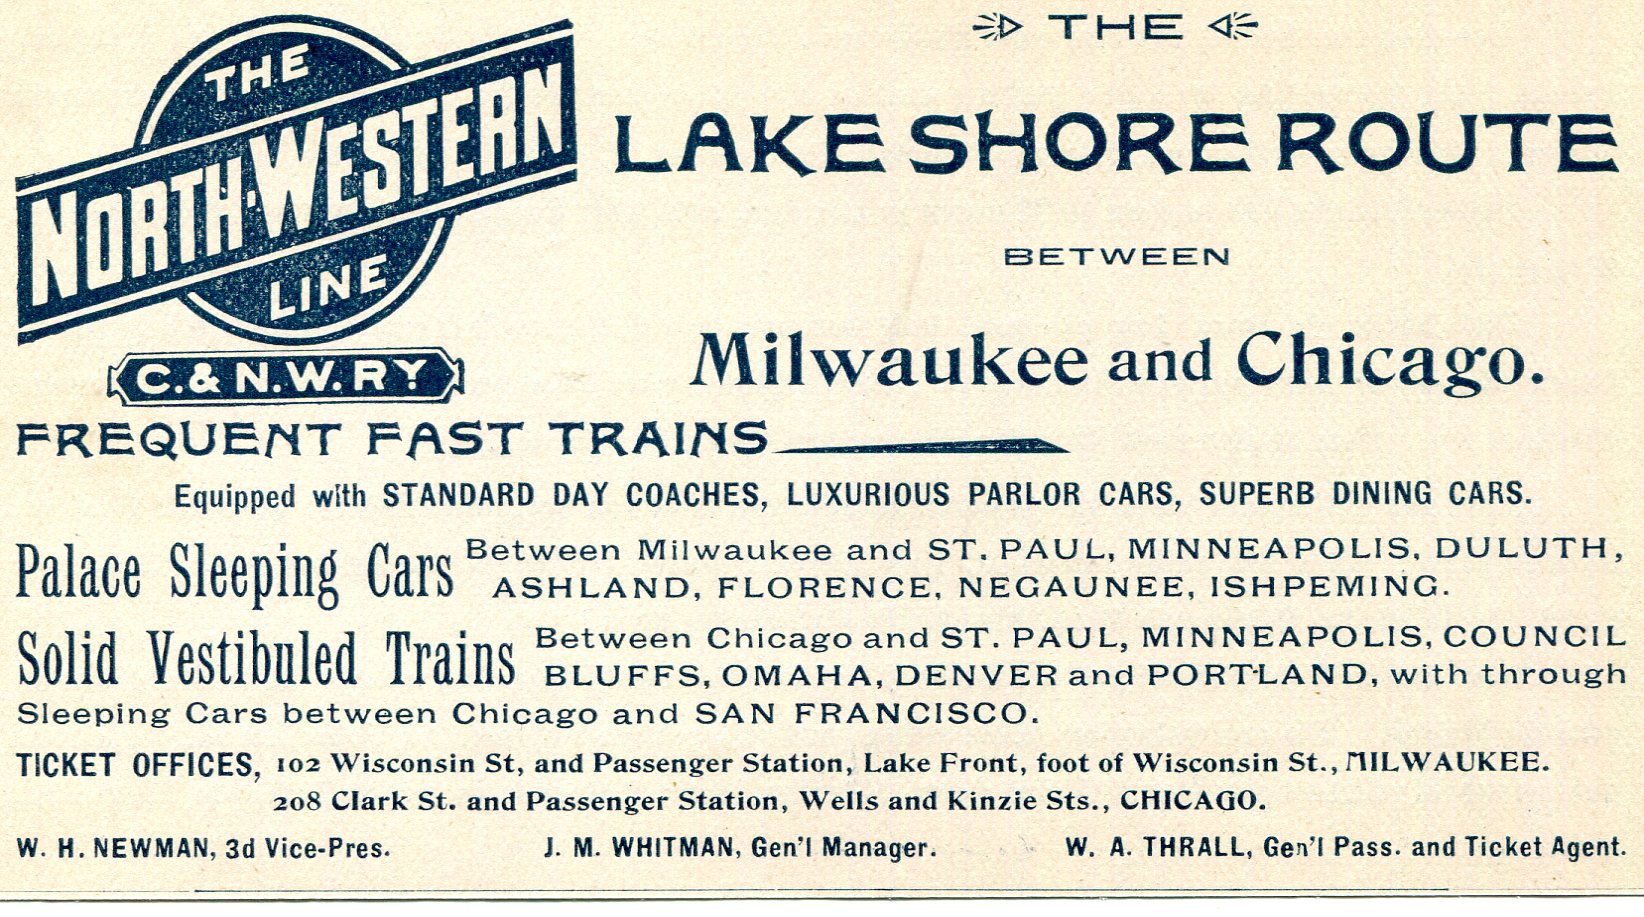 THE
NORTH-WESTERN
LINE
C. & N. W. RY
THE
LAKE SHORE ROUTE
BETWEEN
Milwaukee and Chicago.
FREQUENT FAST TRAINS
Equipped with STANDARD DAY COACHES, LUXURIOUS PARLOR CARS, SUPERB DINING CARS.
Palace Sleeping Cars Between Milwaukee and ST. PAUL, MINNEAPOLIS, DULUTH,
ASHLAND, FLORENCE, NEGAUNEE, ISHPEMING.
Solid Vestibuled Trains Between Chicago and ST. PAUL, MINNEAPOLIS, COUNCIL
BLUFFS, OMAHA, DENVER and PORTLAND, with through
Sleeping Cars between Chicago and SAN FRANCISCO.
TICKET OFFICES, 102 Wisconsin St, and Passenger Station, Lake Front, foot of Wisconsin St., MILWAUKEE.
208 Clark St. and Passenger Station, Wells and Kinzie Sts., CHICAGO.
W. H. NEWMAN, 3d Vice-Pres. J. M. WHITMAN, Gen'l Manager. W. A. THRALL, Gen'l Pass. and Ticket Agent.